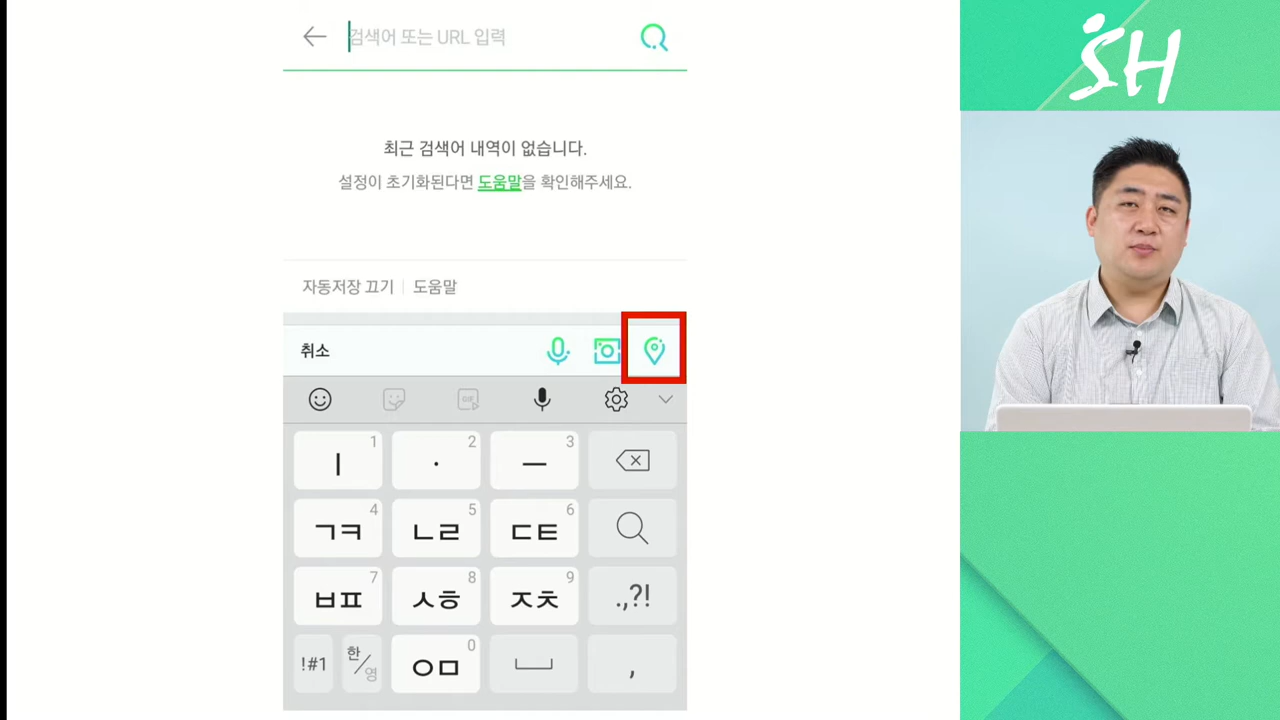 검색어 또는 URL 입력
SH
최근 검색어 내역이 없습니다.
설정이 초기화된다면 도움말을 확인해주세요.
자동저장 끄기 | 도움말
취소
GIF
ㅣ 1
· 2
ㅡ 3
ㄱㅋ 4
ㄴㄹ 5
ㄷㅌ 6
ㅂㅍ 7
ㅅㅎ 8
ㅈㅊ 9
.,?!
!#1
한/영
ㅇㅁ 0
,